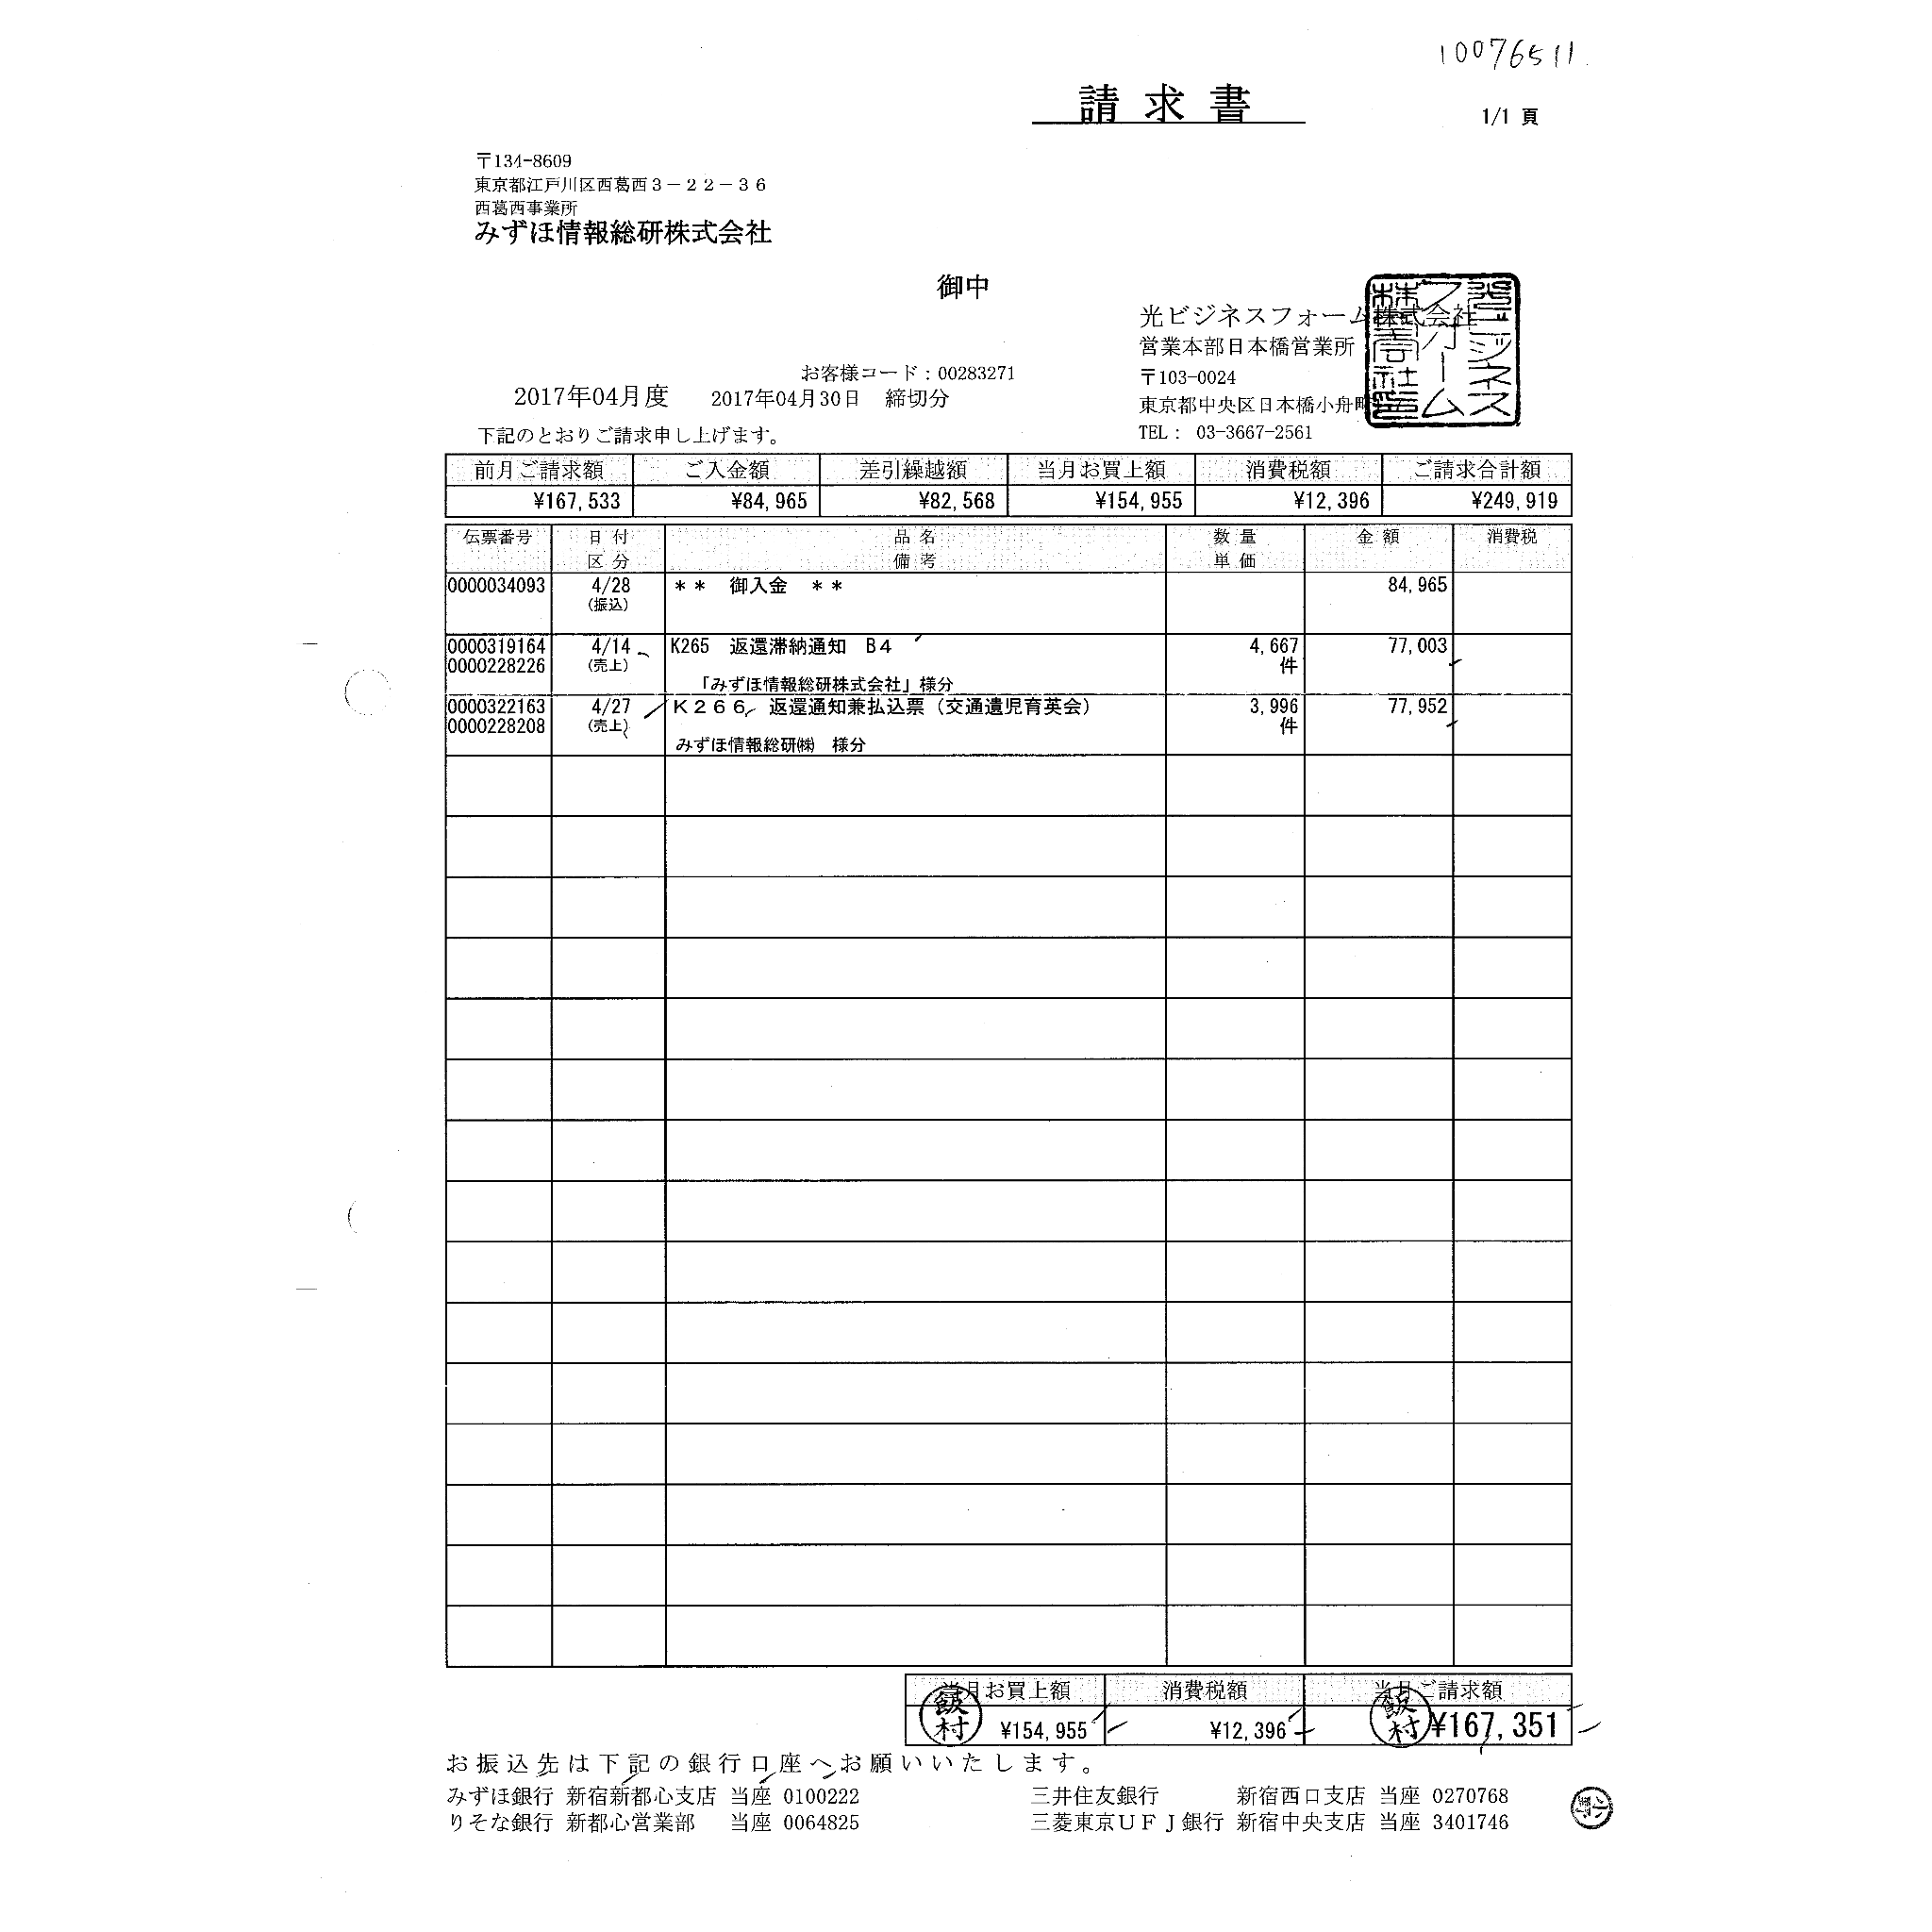 10076511
請求書
1/1 頁
〒134-8609
東京都江戸川区西葛西3－22－36
西葛西事業所
みずほ情報総研株式会社
御中
光ビジネスフォーム株式会社
営業本部日本橋営業所
〒103-0024
東京都中央区日本橋小舟町
TEL： 03-3667-2561
お客様コード：00283271
2017年04月度 2017年04月30日 締切分
下記のとおりご請求申し上げます。
前月ご請求額 ご入金額 差引繰越額 当月お買上額 消費税額 ご請求合計額
¥167,533 ¥84,965 ¥82,568 ¥154,955 ¥12,396 ¥249,919
伝票番号 日付 品名 数量 金額 消費税
区分 備考 単価
0000034093 4/28 ＊＊ 御入金 ＊＊ 84,965
(振込)
0000319164 4/14 K265 返還滞納通知 B4 4,667 77,003
0000228226 (売上) 件
「みずほ情報総研株式会社」様分
0000322163 4/27 K266 返還通知兼払込票（交通遺児育英会） 3,996 77,952
0000228208 (売上) 件
みずほ情報総研㈱ 様分
当月お買上額 消費税額 当月ご請求額
飯村 ¥154,955 ¥12,396 飯村 ¥167,351
お振込先は下記の銀行口座へお願いいたします。
みずほ銀行 新宿新都心支店 当座 0100222 三井住友銀行 新宿西口支店 当座 0270768
りそな銀行 新都心営業部 当座 0064825 三菱東京ＵＦＪ銀行 新宿中央支店 当座 3401746
小野